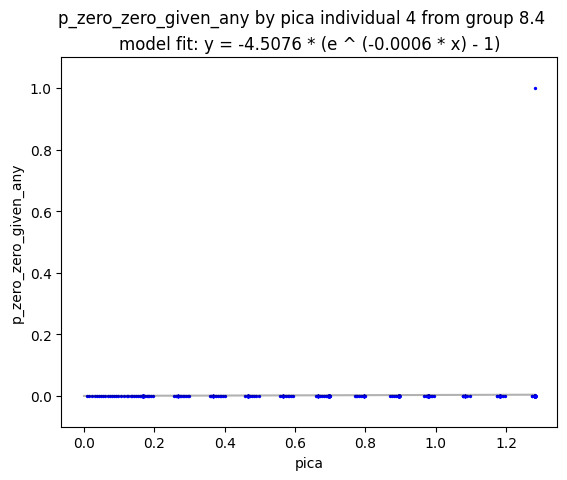 p_zero_zero_given_any by pica individual 4 from group 8.4
model fit: y = -4.5076 * (e ^ (-0.0006 * x) - 1)
1.0
0.8
0.6
0.4
0.2
0.0
p_zero_zero_given_any
0.0 0.2 0.4 0.6 0.8 1.0 1.2
pica